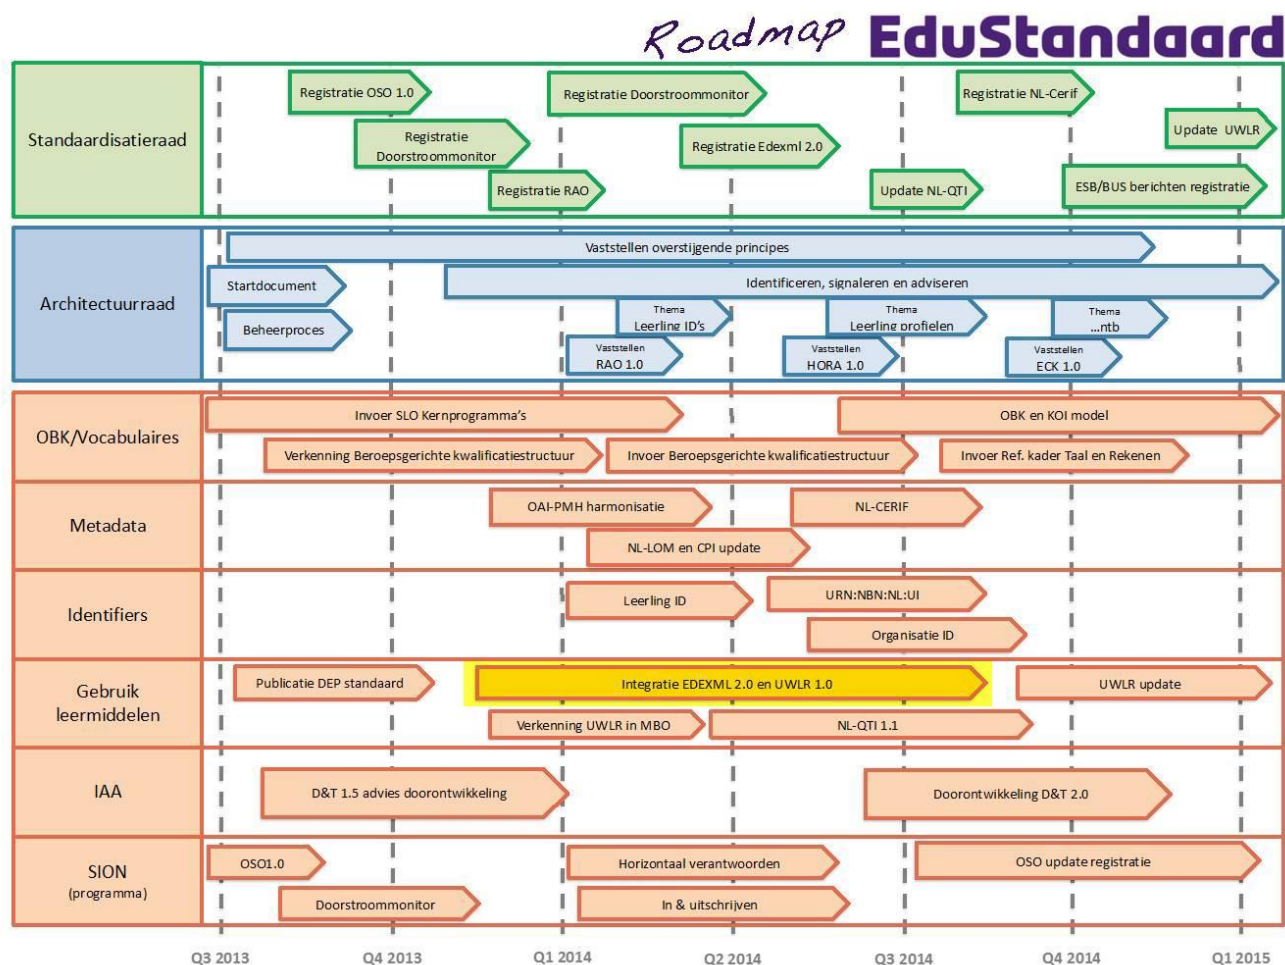 Roadmap EduStandaard
Standaardisatieraad
Registratie OSO 1.0
Registratie Doorstroommonitor
Registratie NL-Cerif
Update UWLR
Registratie
Doorstroommonitor
Registratie Edexml 2.0
Registratie RAO
Update NL-QTI
ESB/BUS berichten registratie
Architectuurraad
Vaststellen overstijgende principes
Startdocument
Identificeren, signaleren en adviseren
Beheerproces
Thema
Leerling ID's
Thema
Leerling profielen
Thema
...ntb
Vaststellen
RAO 1.0
Vaststellen
HORA 1.0
Vaststellen
ECK 1.0
OBK/Vocabulaires
Invoer SLO Kernprogramma's
OBK en KOI model
Verkenning Beroepsgerichte kwalificatiestructuur
Invoer Beroepsgerichte kwalificatiestructuur
Invoer Ref. kader Taal en Rekenen
Metadata
OAI-PMH harmonisatie
NL-CERIF
NL-LOM en CPI update
Identifiers
Leerling ID
URN:NBN:NL:UI
Organisatie ID
Gebruik
leermiddelen
Publicatie DEP standaard
Integratie EDEXML 2.0 en UWLR 1.0
UWLR update
Verkenning UWLR in MBO
NL-QTI 1.1
IAA
D&T 1.5 advies doorontwikkeling
Doorontwikkeling D&T 2.0
SION
(programma)
OSO1.0
Horizontaal verantwoorden
OSO update registratie
Doorstroommonitor
In & uitschrijven
Q3 2013
Q4 2013
Q1 2014
Q2 2014
Q3 2014
Q4 2014
Q1 2015